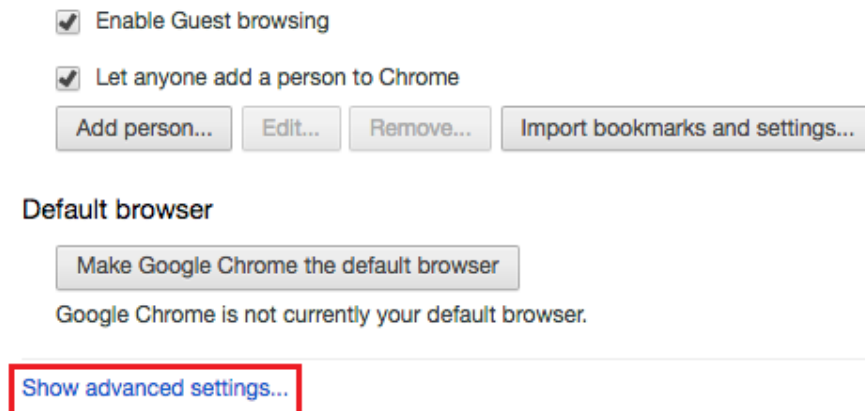 Enable Guest browsing
Let anyone add a person to Chrome
Add person... Edit... Remove... Import bookmarks and settings...
Default browser
Make Google Chrome the default browser
Google Chrome is not currently your default browser.
Show advanced settings...